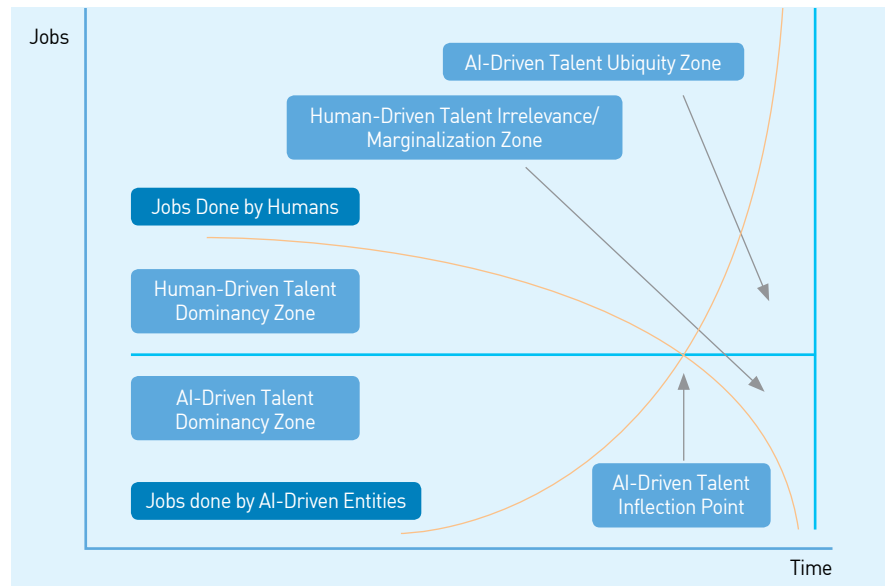 Jobs
AI-Driven Talent Ubiquity Zone
Human-Driven Talent Irrelevance/
Marginalization Zone
Jobs Done by Humans
Human-Driven Talent
Dominancy Zone
AI-Driven Talent
Dominancy Zone
Jobs done by AI-Driven Entities
AI-Driven Talent
Inflection Point
Time